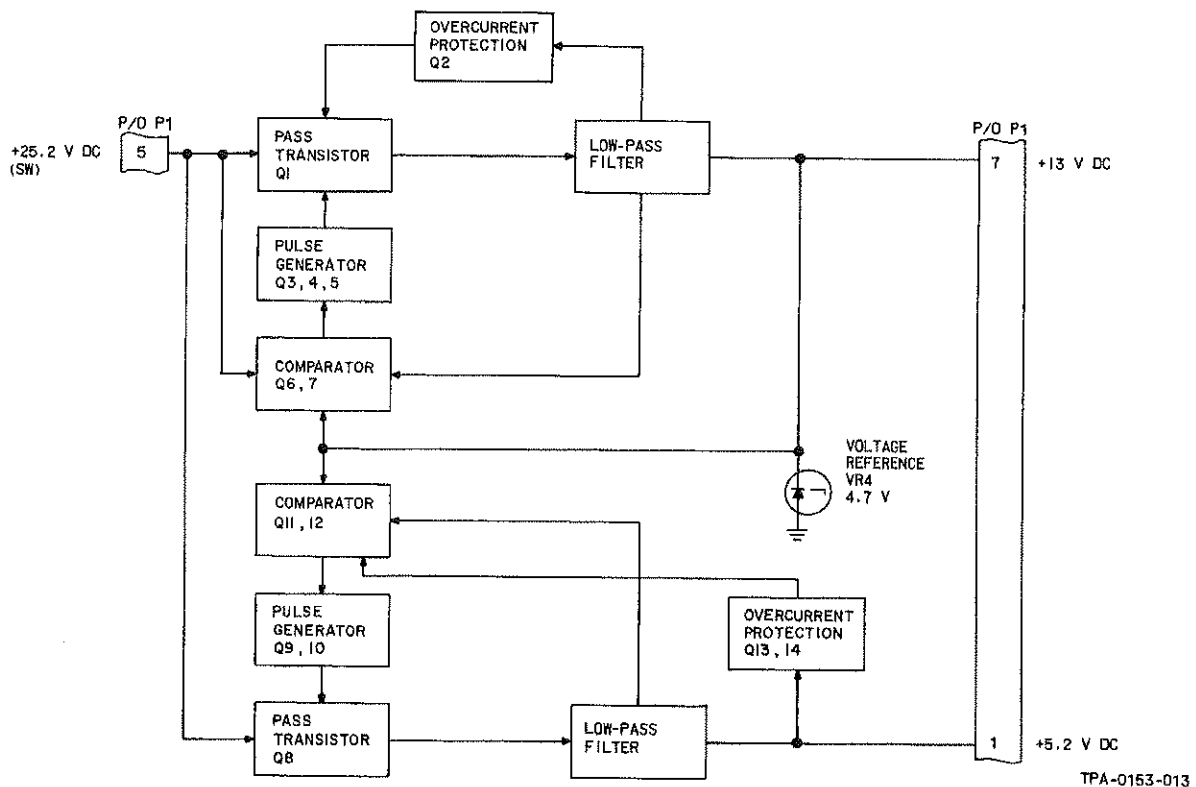 OVERCURRENT
PROTECTION
Q2
P/O P1
+25.2 V DC
(SW)
5
PASS
TRANSISTOR
Q1
LOW-PASS
FILTER
P/O P1
7
+13 V DC
PULSE
GENERATOR
Q3, 4, 5
COMPARATOR
Q6, 7
VOLTAGE
REFERENCE
VR4
4.7 V
COMPARATOR
Q11, 12
PULSE
GENERATOR
Q9, 10
OVERCURRENT
PROTECTION
Q13, 14
PASS
TRANSISTOR
Q8
LOW-PASS
FILTER
1
+5.2 V DC
TPA-0153-013